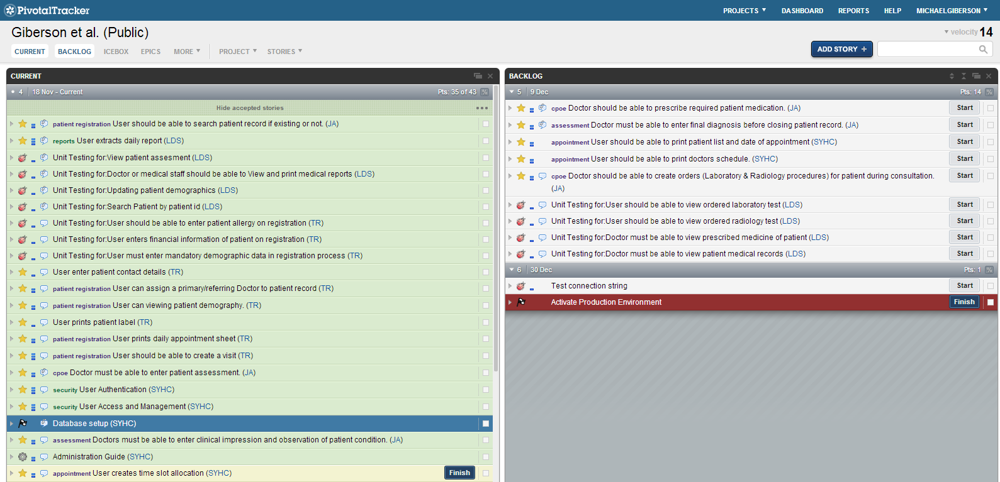 PivotalTracker
PROJECTS DASHBOARD REPORTS HELP MICHAELGIBERSON
Giberson et al. (Public)
velocity 14
CURRENT BACKLOG ICEBOX EPICS MORE PROJECT STORIES
ADD STORY +
CURRENT
4 18 Nov - Current Pts: 35 of 43 %
Hide accepted stories
patient registration User should be able to search patient record if existing or not. (JA)
reports User extracts daily report (LDS)
Unit Testing for:View patient assesment (LDS)
Unit Testing for:Doctor or medical staff should be able to View and print medical reports (LDS)
Unit Testing for:Updating patient demographics (LDS)
Unit Testing for:Search Patient by patient id (LDS)
Unit Testing for:User should be able to enter patient allergy on registration (TR)
Unit Testing for:User enters financial information of patient on registration (TR)
Unit Testing for:User must enter mandatory demographic data in registration process (TR)
User enter patient contact details (TR)
patient registration User can assign a primary/referring Doctor to patient record (TR)
patient registration User can viewing patient demography. (TR)
User prints patient label (TR)
patient registration User prints daily appointment sheet (TR)
patient registration User should be able to create a visit (TR)
cpoe Doctor must be able to enter patient assessment. (JA)
security User Authentication (SYHC)
security User Access and Management (SYHC)
Database setup (SYHC)
assessment Doctors must be able to enter clinical impression and observation of patient condition. (JA)
Administration Guide (SYHC)
appointment User creates time slot allocation (SYHC) Finish
BACKLOG
5 9 Dec Pts: 14 %
cpoe Doctor should be able to prescribe required patient medication. (JA) Start
assessment Doctor must be able to enter final diagnosis before closing patient record. (JA) Start
appointment User should be able to print patient list and date of appointment (SYHC) Start
appointment User should be able to print doctors schedule. (SYHC) Start
cpoe Doctor should be able to create orders (Laboratory & Radiology procedures) for patient during consultation. Start
(JA)
Unit Testing for:User should be able to view ordered laboratory test (LDS) Start
Unit Testing for:User should be able to view ordered radiology test (LDS) Start
Unit Testing for:Doctor must be able to view prescribed medicine of patient (LDS) Start
Unit Testing for:Doctor must be able to view patient medical records (LDS) Start
6 30 Dec Pts: 1 %
Test connection string Start
Activate Production Environment Finish